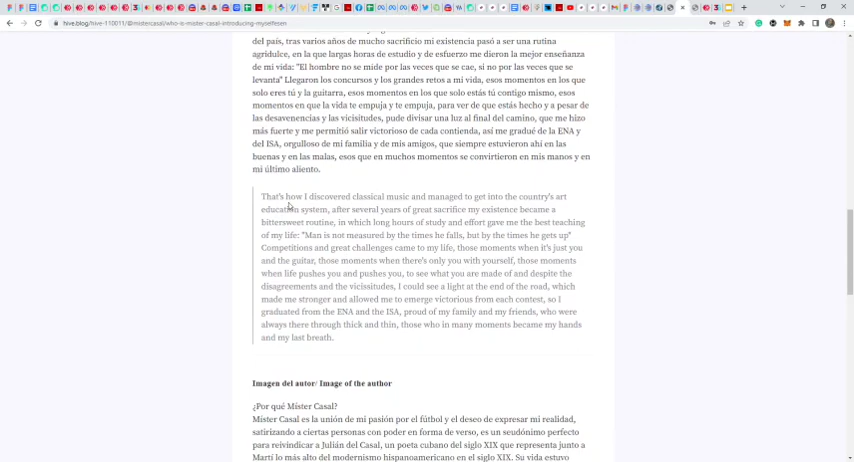 hive.blog/hive-110011/@mistercasal/who-is-mister-casal-introducing-myselfesen
del país, tras varios años de mucho sacrificio mi existencia pasó a ser una rutina
agridulce, en la que largas horas de estudio y de esfuerzo me dieron la mejor enseñanza
de mi vida: "El hombre no se mide por las veces que se cae, si no por las veces que se
levanta" Llegaron los concursos y los grandes retos a mi vida, esos momentos en los que
solo eres tú y la guitarra, esos momentos en los que solo estás tú contigo mismo, esos
momentos en que la vida te empuja y te empuja, para ver de que estás hecho y a pesar de
las desavenencias y las vicisitudes, pude divisar una luz al final del camino, que me hizo
más fuerte y me permitió salir victorioso de cada contienda, así me gradué de la ENA y
del ISA, orgulloso de mi familia y de mis amigos, que siempre estuvieron ahí en las
buenas y en las malas, esos que en muchos momentos se convirtieron en mis manos y en
mi último aliento.
That's how I discovered classical music and managed to get into the country's art
education system, after several years of great sacrifice my existence became a
bittersweet routine, in which long hours of study and effort gave me the best teaching
of my life: "Man is not measured by the times he falls, but by the times he gets up"
Competitions and great challenges came to my life, those moments when it's just you
and the guitar, those moments when there's only you with yourself, those moments
when life pushes you and pushes you, to see what you are made of and despite the
disagreements and the vicissitudes, I could see a light at the end of the road, which
made me stronger and allowed me to emerge victorious from each contest, so I
graduated from the ENA and the ISA, proud of my family and my friends, who were
always there through thick and thin, those who in many moments became my hands
and my last breath.
Imagen del autor/ Image of the author
¿Por qué Míster Casal?
Míster Casal es la unión de mi pasión por el fútbol y el deseo de expresar mi realidad,
satirizando a ciertas personas con poder en forma de verso, es un seudónimo perfecto
para reivindicar a Julián del Casal, un poeta cubano del siglo XIX que representa junto a
Martí lo más alto del modernismo hispanoamericano en el siglo XIX. Su vida estuvo